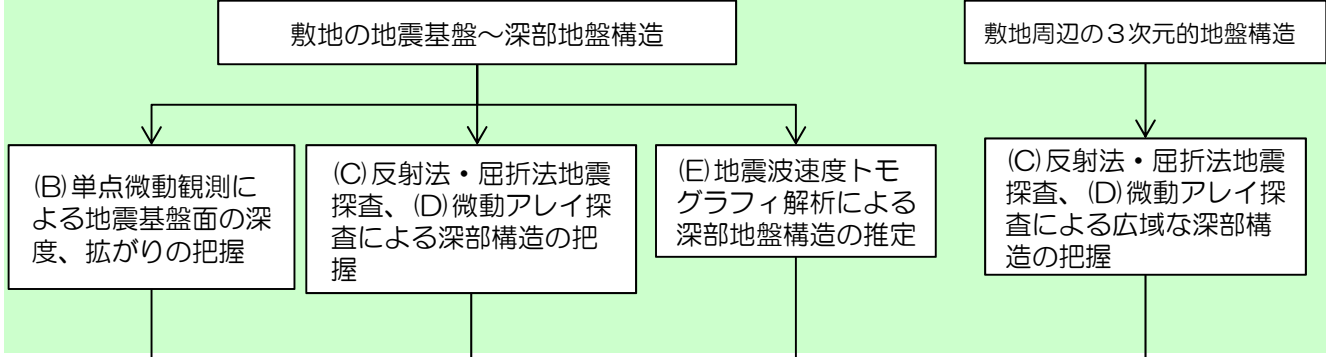 敷地の地震基盤～深部地盤構造
敷地周辺の３次元的地盤構造
(B)単点微動観測に
よる地震基盤面の深
度、拡がりの把握
(C)反射法・屈折法地震
探査、(D)微動アレイ探
査による深部構造の把
握
(E)地震波速度トモ
グラフィ解析による
深部地盤構造の推定
(C)反射法・屈折法地震
探査、(D)微動アレイ探
査による広域な深部構
造の把握